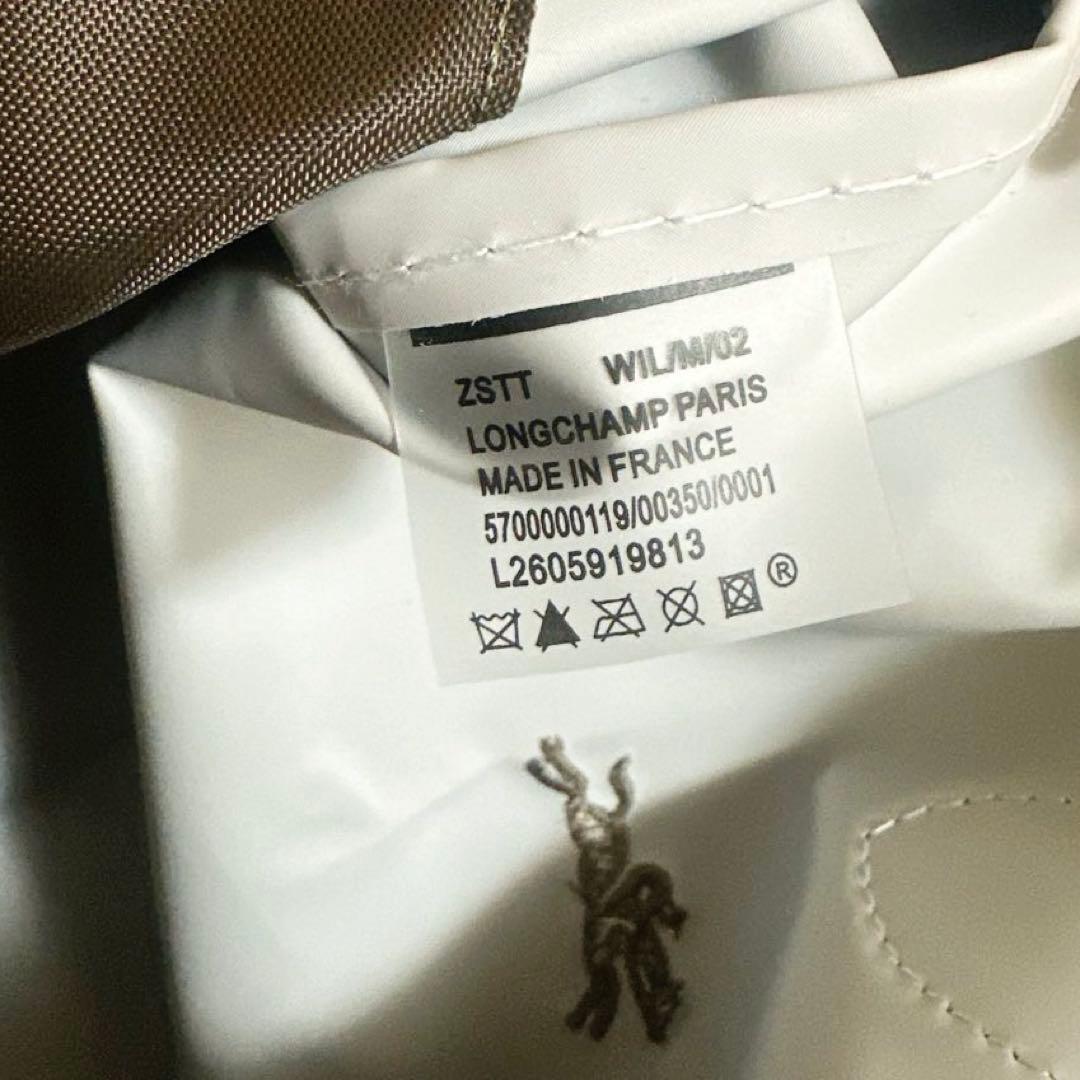 ZSTT WIL/M/02
LONGCHAMP PARIS
MADE IN FRANCE
5700000119/00350/0001
L2605919813
®